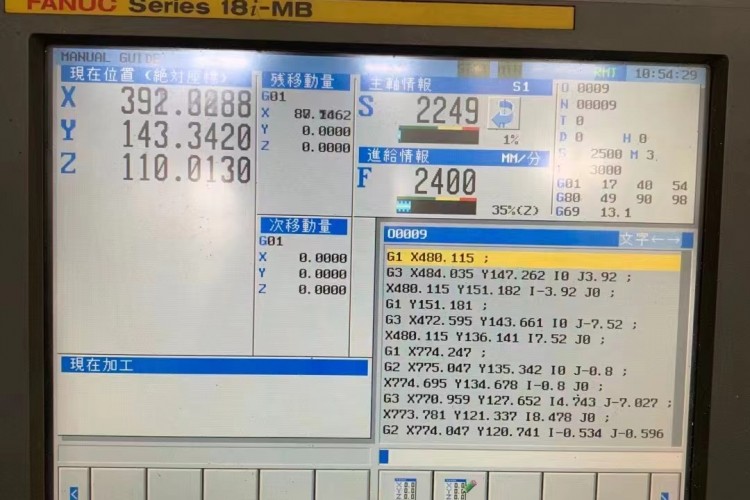 FANUC Series 18i-MB
MANUAL GUIDE
RMT 10:54:29
現在位置 (絶対座標)
X 392.0088
Y 143.3420
Z 110.0130
残移動量
G01
X
Y 0.0000
Z 0.0000
次移動量
G01
X 0.0000
Y 0.0000
Z 0.0000
主軸情報 S1
S 2249
1%
進給情報 MM/分
F 2400
35%(Z)
O 0009
N 00009
T 0
D 0 H 0
S 2500 M 3
3000
G01 17 40 54
G80 49 90 98
G69 13.1
O0009 文字←→
G1 X480.115 ;
G3 X484.035 Y147.262 I0 J3.92 ;
X480.115 Y151.182 I-3.92 J0 ;
G1 Y151.181 ;
G3 X472.595 Y143.661 I0 J-7.52 ;
X480.115 Y136.141 I7.52 J0 ;
G1 X774.247 ;
G2 X775.047 Y135.342 I0 J-0.8 ;
X774.695 Y134.678 I-0.8 J0 ;
G3 X770.959 Y127.652 I4.743 J-7.027 ;
X773.781 Y121.337 I8.478 J0 ;
G2 X774.047 Y120.741 I-0.534 J-0.596
現在加工